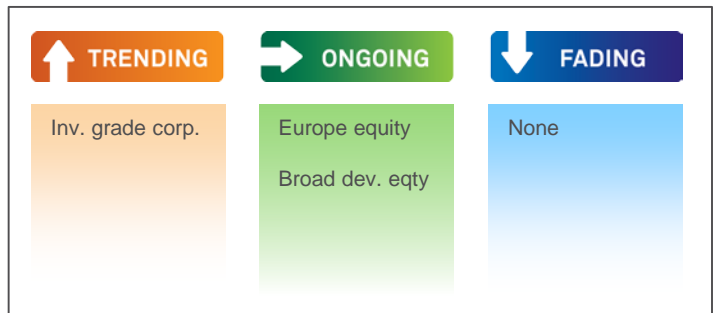 TRENDING
Inv. grade corp.
ONGOING
Europe equity
Broad dev. eqty
FADING
None